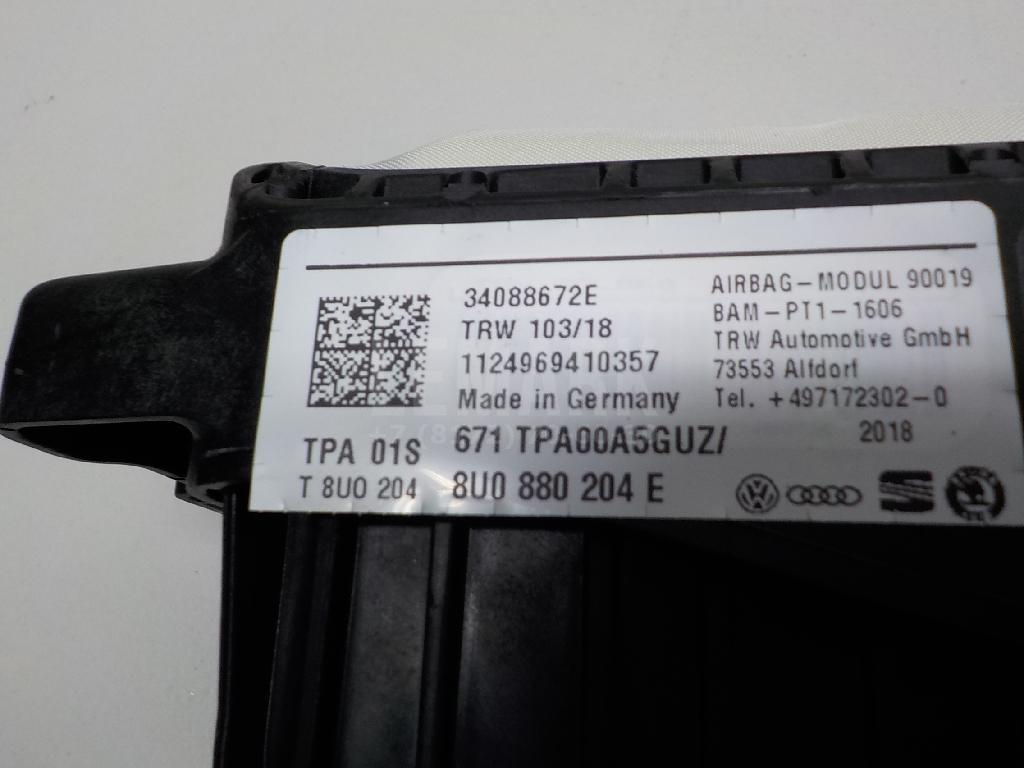 34088672E
TRW 103/18
1124969410357
Made in Germany
AIRBAG-MODUL 90019
BAM-PT1-1606
TRW Automotive GmbH
73553 Alfdorf
Tel. +497172302-0
TPA 01S 671 TPA00A5GUZ/ 2018
T 8U0 204 8U0 880 204 E